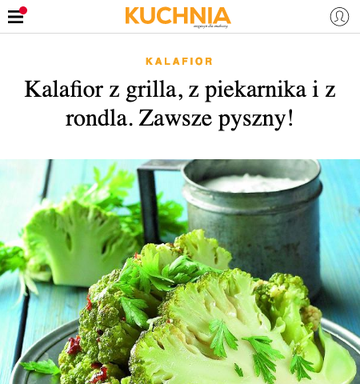 KUCHNIA
KALAFIOR
Kalafior z grilla, z piekarnika i z
rondla. Zawsze pyszny!